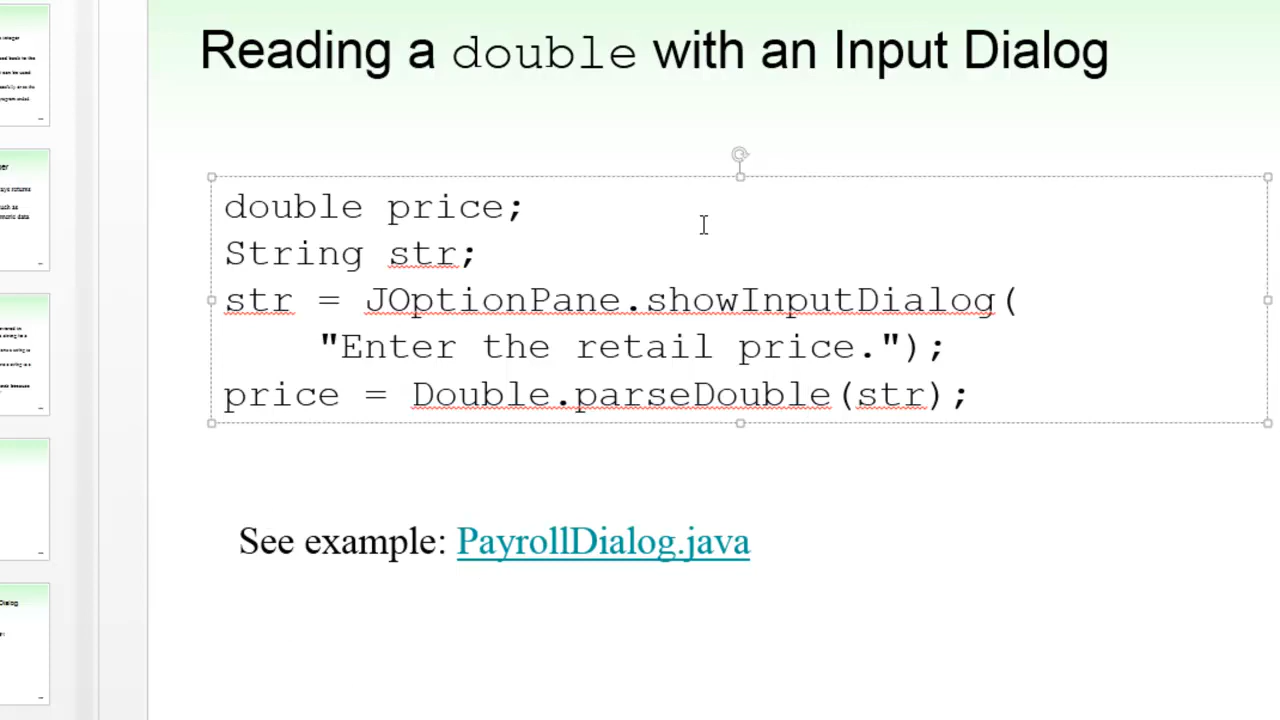 Reading a double with an Input Dialog
double price;
String str;
str = JOptionPane.showInputDialog(
"Enter the retail price.");
price = Double.parseDouble(str);
See example: PayrollDialog.java